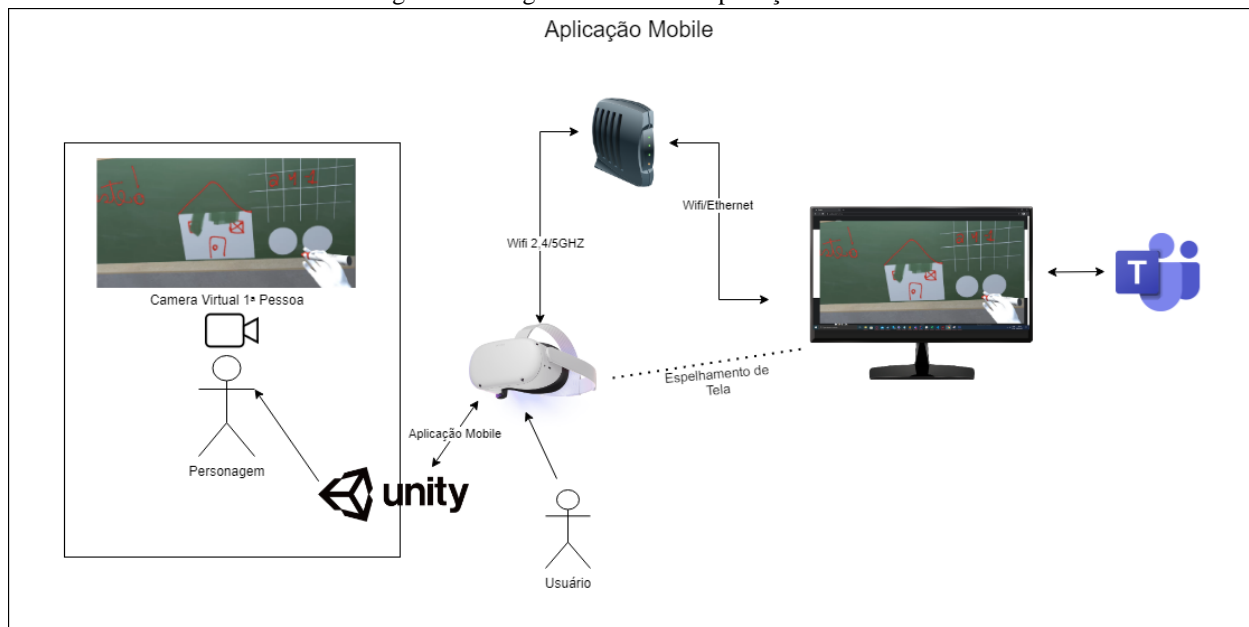 Aplicação Mobile
Camera Virtual 1ª Pessoa
Personagem
unity
Aplicação Mobile
Usuário
Wifi 2,4/5GHZ
Wifi/Ethernet
Espelhamento de
Tela
T